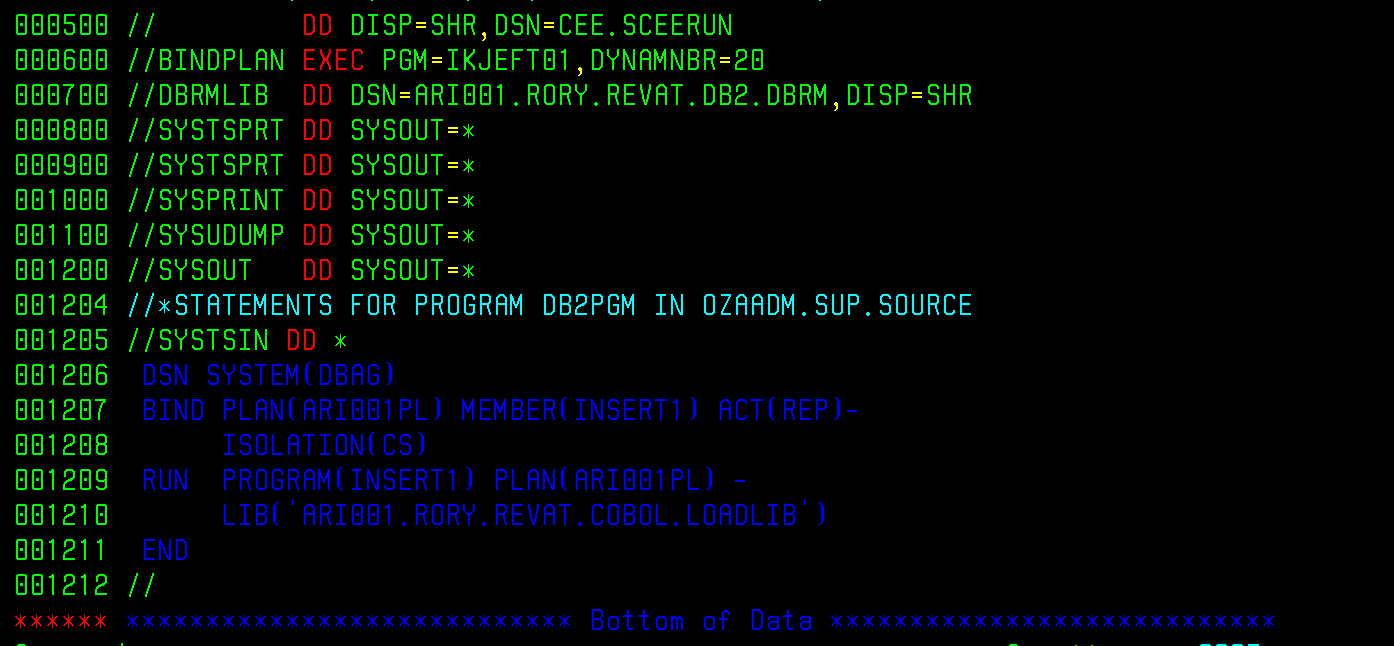 000500 //         DD DISP=SHR,DSN=CEE.SCEERUN
000600 //BINDPLAN EXEC PGM=IKJEFT01,DYNAMNBR=20
000700 //DBRMLIB  DD DSN=ARI001.RORY.REVAT.DB2.DBRM,DISP=SHR
000800 //SYSTSPRT DD SYSOUT=*
000900 //SYSTSPRT DD SYSOUT=*
001000 //SYSPRINT DD SYSOUT=*
001100 //SYSUDUMP DD SYSOUT=*
001200 //SYSOUT   DD SYSOUT=*
001204 //*STATEMENTS FOR PROGRAM DB2PGM IN OZAADM.SUP.SOURCE
001205 //SYSTSIN DD *
001206  DSN SYSTEM(DBAG)
001207  BIND PLAN(ARI001PL) MEMBER(INSERT1) ACT(REP)-
001208       ISOLATION(CS)
001209  RUN  PROGRAM(INSERT1) PLAN(ARI001PL) -
001210       LIB('ARI001.RORY.REVAT.COBOL.LOADLIB')
001211  END
001212 //
****** **************************** Bottom of Data ****************************